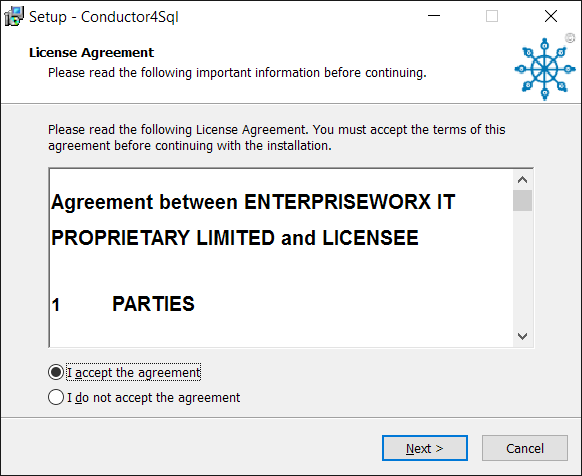 Setup - Conductor4Sql
License Agreement
Please read the following important information before continuing.
Please read the following License Agreement. You must accept the terms of this
agreement before continuing with the installation.
Agreement between ENTERPRISEWORX IT
PROPRIETARY LIMITED and LICENSEE
1 PARTIES
I accept the agreement
I do not accept the agreement
Next >
Cancel